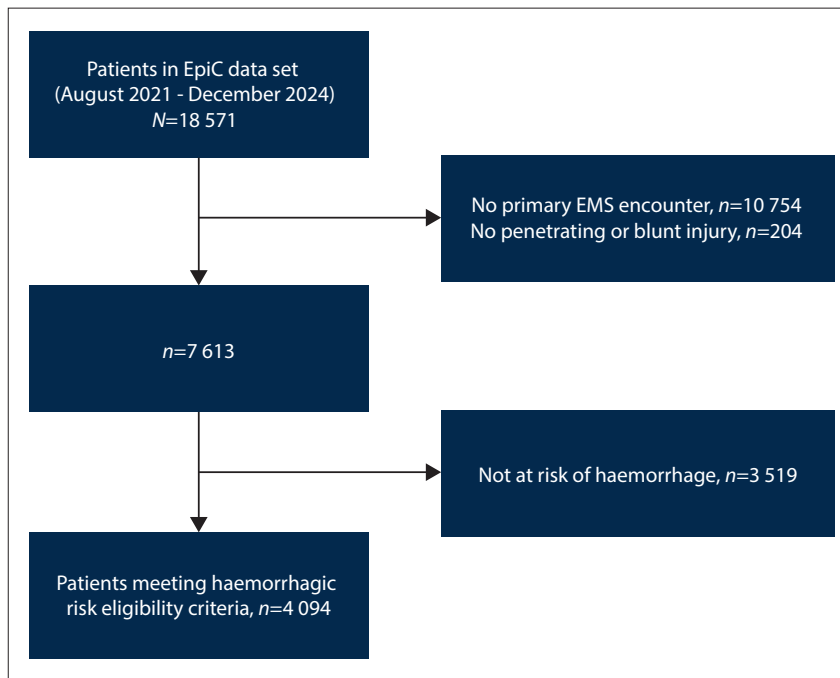 Patients in EpiC data set
(August 2021 - December 2024)
N=18 571
No primary EMS encounter, n=10 754
No penetrating or blunt injury, n=204
n=7 613
Not at risk of haemorrhage, n=3 519
Patients meeting haemorrhagic
risk eligibility criteria, n=4 094